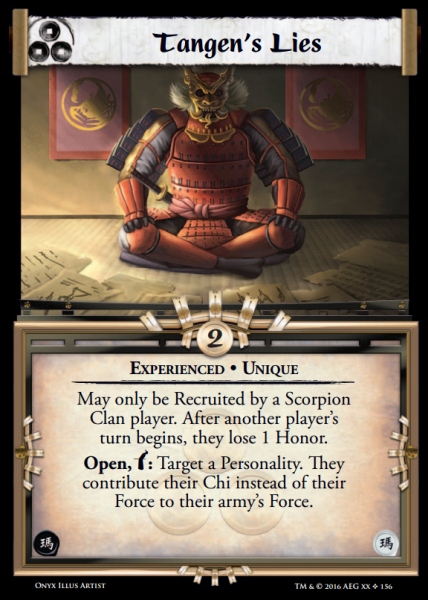 Tangen's Lies
2
Experienced • Unique
May only be Recruited by a Scorpion
Clan player. After another player's
turn begins, they lose 1 Honor.
Open, : Target a Personality. They
contribute their Chi instead of their
Force to their army's Force.
瑪
瑪
Onyx Illus Artist
TM & © 2016 AEG xx ❖ 156